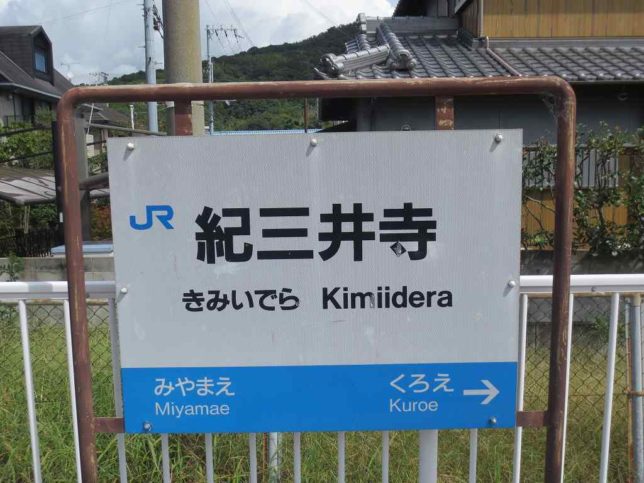 JR 紀三井寺
きみいでら Kimiidera
みやまえ くろえ →
Miyamae Kuroe